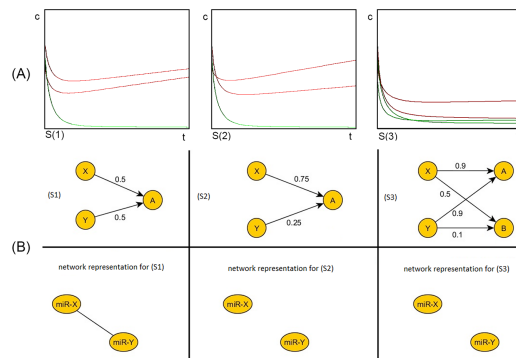 c
c
c
(A)
S(1)
t
S(2)
t
S(3)
X
0.5
A
Y
0.5
(S1)
X
0.75
A
Y
0.25
(S2)
X
0.9
A
0.5
Y
0.9
B
0.1
(S3)
(B)
network representation for (S1)
network representation for (S2)
network representation for (S3)
miR-X
miR-Y
miR-X
miR-Y
miR-X
miR-Y